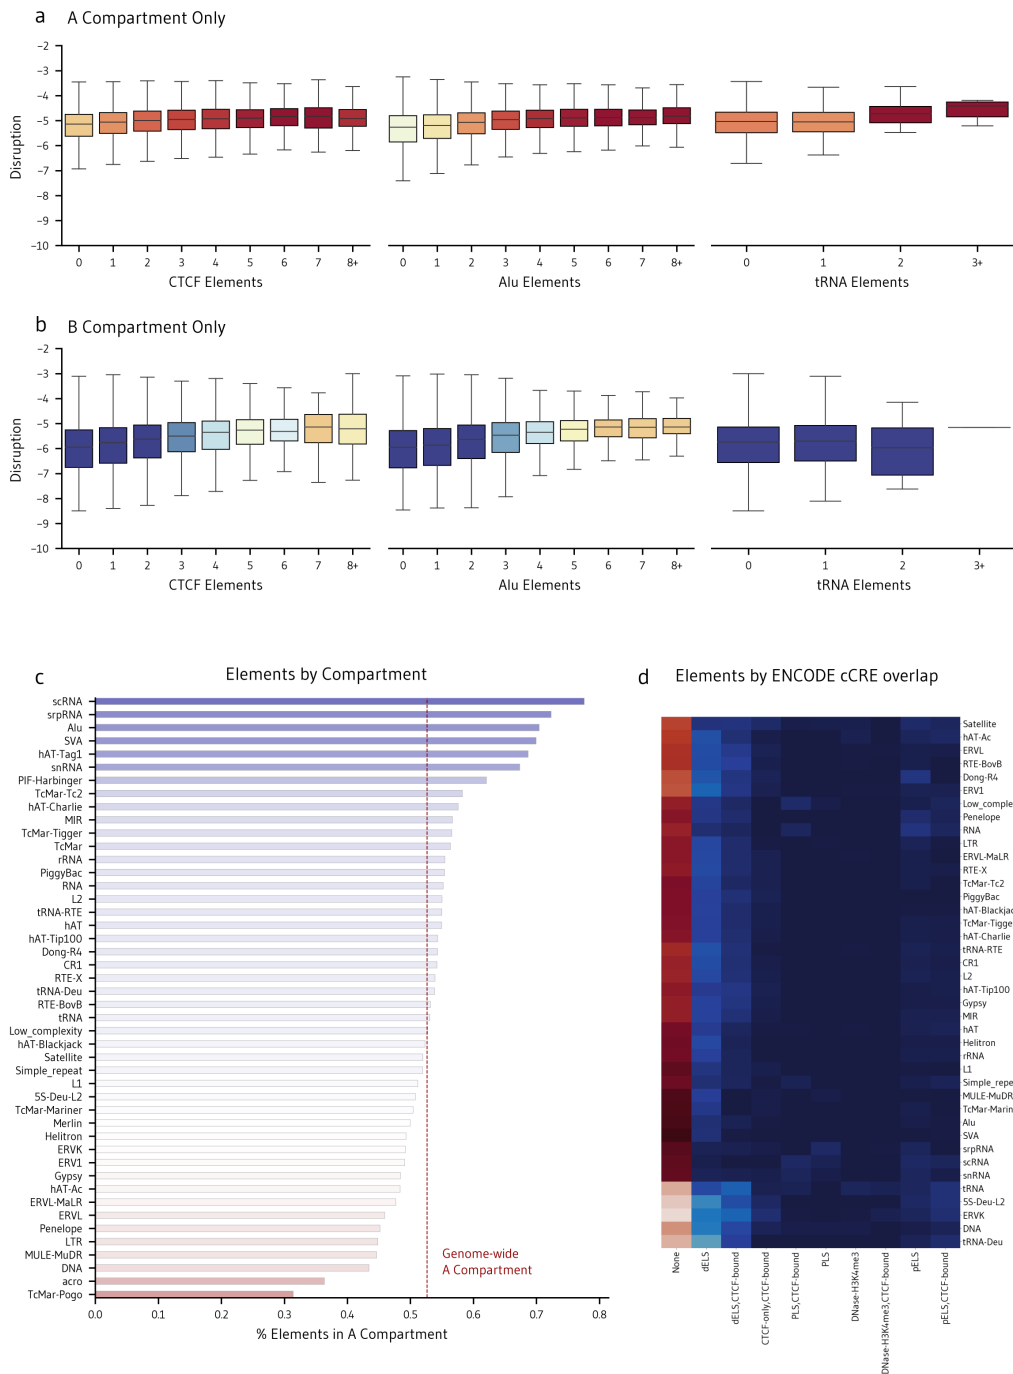 a A Compartment Only
−2
−3
−4
−5
−6
−7
−8
−9
−10
Disruption
0 1 2 3 4 5 6 7 8+
CTCF Elements
0 1 2 3 4 5 6 7 8+
Alu Elements
0 1 2 3+
tRNA Elements
b B Compartment Only
−2
−3
−4
−5
−6
−7
−8
−9
−10
Disruption
0 1 2 3 4 5 6 7 8+
CTCF Elements
0 1 2 3 4 5 6 7 8+
Alu Elements
0 1 2 3+
tRNA Elements
c Elements by Compartment
scRNA
srpRNA
Alu
SVA
hAT-Tag1
snRNA
PIF-Harbinger
TcMar-Tc2
hAT-Charlie
MIR
TcMar-Tigger
TcMar
rRNA
PiggyBac
RNA
L2
tRNA-RTE
hAT
hAT-Tip100
Dong-R4
CR1
RTE-X
tRNA-Deu
RTE-BovB
tRNA
Low_complexity
hAT-Blackjack
Satellite
Simple_repeat
L1
5S-Deu-L2
TcMar-Mariner
Merlin
Helitron
ERVK
ERV1
Gypsy
hAT-Ac
ERVL-MaLR
ERVL
Penelope
LTR
MULE-MuDR
DNA
acro
TcMar-Pogo
Genome-wide
A Compartment
0.0 0.1 0.2 0.3 0.4 0.5 0.6 0.7 0.8
% Elements in A Compartment
d Elements by ENCODE cCRE overlap
Satellite
hAT-Ac
ERVL
RTE-BovB
Dong-R4
ERV1
Low_comple
Penelope
RNA
LTR
ERVL-MaLR
RTE-X
TcMar-Tc2
PiggyBac
hAT-Blackjac
TcMar-Tigge
hAT-Charlie
tRNA-RTE
CR1
L2
hAT-Tip100
Gypsy
MIR
hAT
Helitron
rRNA
L1
Simple_repe
MULE-MuDR
TcMar-Marin
Alu
SVA
srpRNA
scRNA
snRNA
tRNA
5S-Deu-L2
ERVK
DNA
tRNA-Deu
None
dELS
dELS,CTCF-bound
CTCF-only,CTCF-bound
PLS,CTCF-bound
PLS
DNase-H3K4me3
DNase-H3K4me3,CTCF-bound
pELS
pELS,CTCF-bound